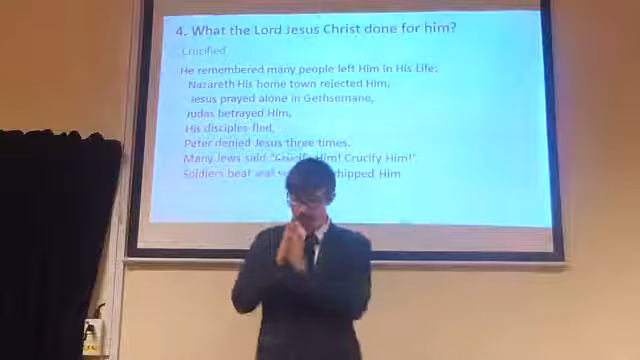 4. What the Lord Jesus Christ done for him?
Crucified
He remembered many people left Him in His Life:
Nazareth His home town rejected Him,
Jesus prayed alone in Gethsemane,
Judas betrayed Him,
His disciples fled,
Peter denied Jesus three times.
Many Jews said "Crucify Him! Crucify Him!"
Soldiers beat and whipped Him